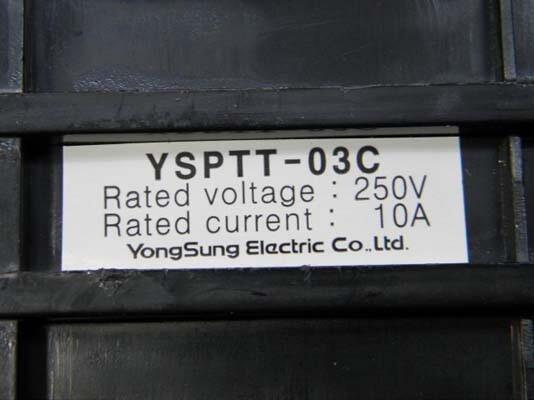 YSPTT-03C
Rated voltage : 250V
Rated current : 10A
YongSung Electric Co.,Ltd.